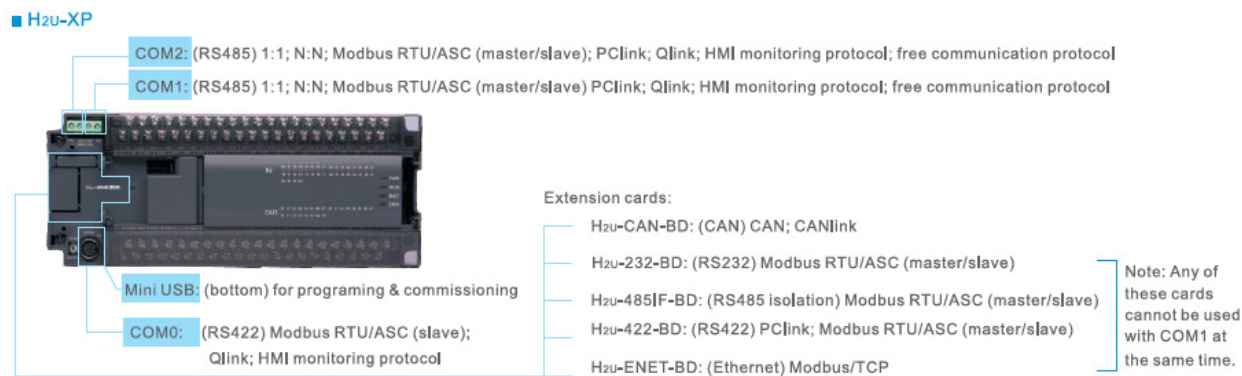 H2U-XP
COM2: (RS485) 1:1; N:N; Modbus RTU/ASC (master/slave); PClink; Qlink; HMI monitoring protocol; free communication protocol
COM1: (RS485) 1:1; N:N; Modbus RTU/ASC (master/slave) PClink; Qlink; HMI monitoring protocol; free communication protocol
IN
OUT
Mini USB: (bottom) for programing & commissioning
COM0: (RS422) Modbus RTU/ASC (slave);
Qlink; HMI monitoring protocol
Extension cards:
H2U-CAN-BD: (CAN) CAN; CANlink
H2U-232-BD: (RS232) Modbus RTU/ASC (master/slave)
H2U-485IF-BD: (RS485 isolation) Modbus RTU/ASC (master/slave)
H2U-422-BD: (RS422) PClink; Modbus RTU/ASC (master/slave)
H2U-ENET-BD: (Ethernet) Modbus/TCP
Note: Any of
these cards
cannot be used
with COM1 at
the same time.